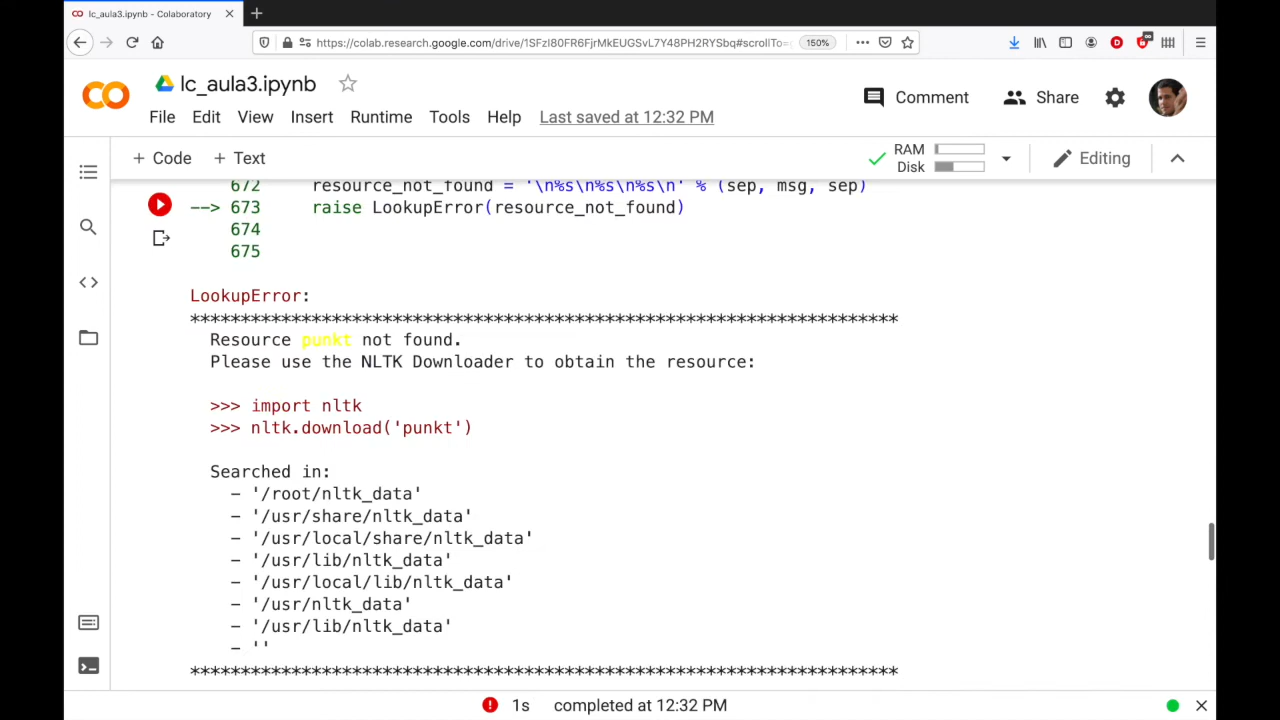 lc_aula3.ipynb - Colaboratory
https://colab.research.google.com/drive/1SFzI80FR6FjrMkEUGSvL7Y48PH2RYSbq#scrollTo=
150%
lc_aula3.ipynb
Comment
Share
File Edit View Insert Runtime Tools Help Last saved at 12:32 PM
+ Code + Text
RAM
Disk
Editing
672 resource_not_found = '\n%s\n%s\n%s\n' % (sep, msg, sep)
--> 673 raise LookupError(resource_not_found)
674
675
LookupError:
**********************************************************************
Resource punkt not found.
Please use the NLTK Downloader to obtain the resource:
>>> import nltk
>>> nltk.download('punkt')
Searched in:
- '/root/nltk_data'
- '/usr/share/nltk_data'
- '/usr/local/share/nltk_data'
- '/usr/lib/nltk_data'
- '/usr/local/lib/nltk_data'
- '/usr/nltk_data'
- '/usr/lib/nltk_data'
- ''
**********************************************************************
1s completed at 12:32 PM